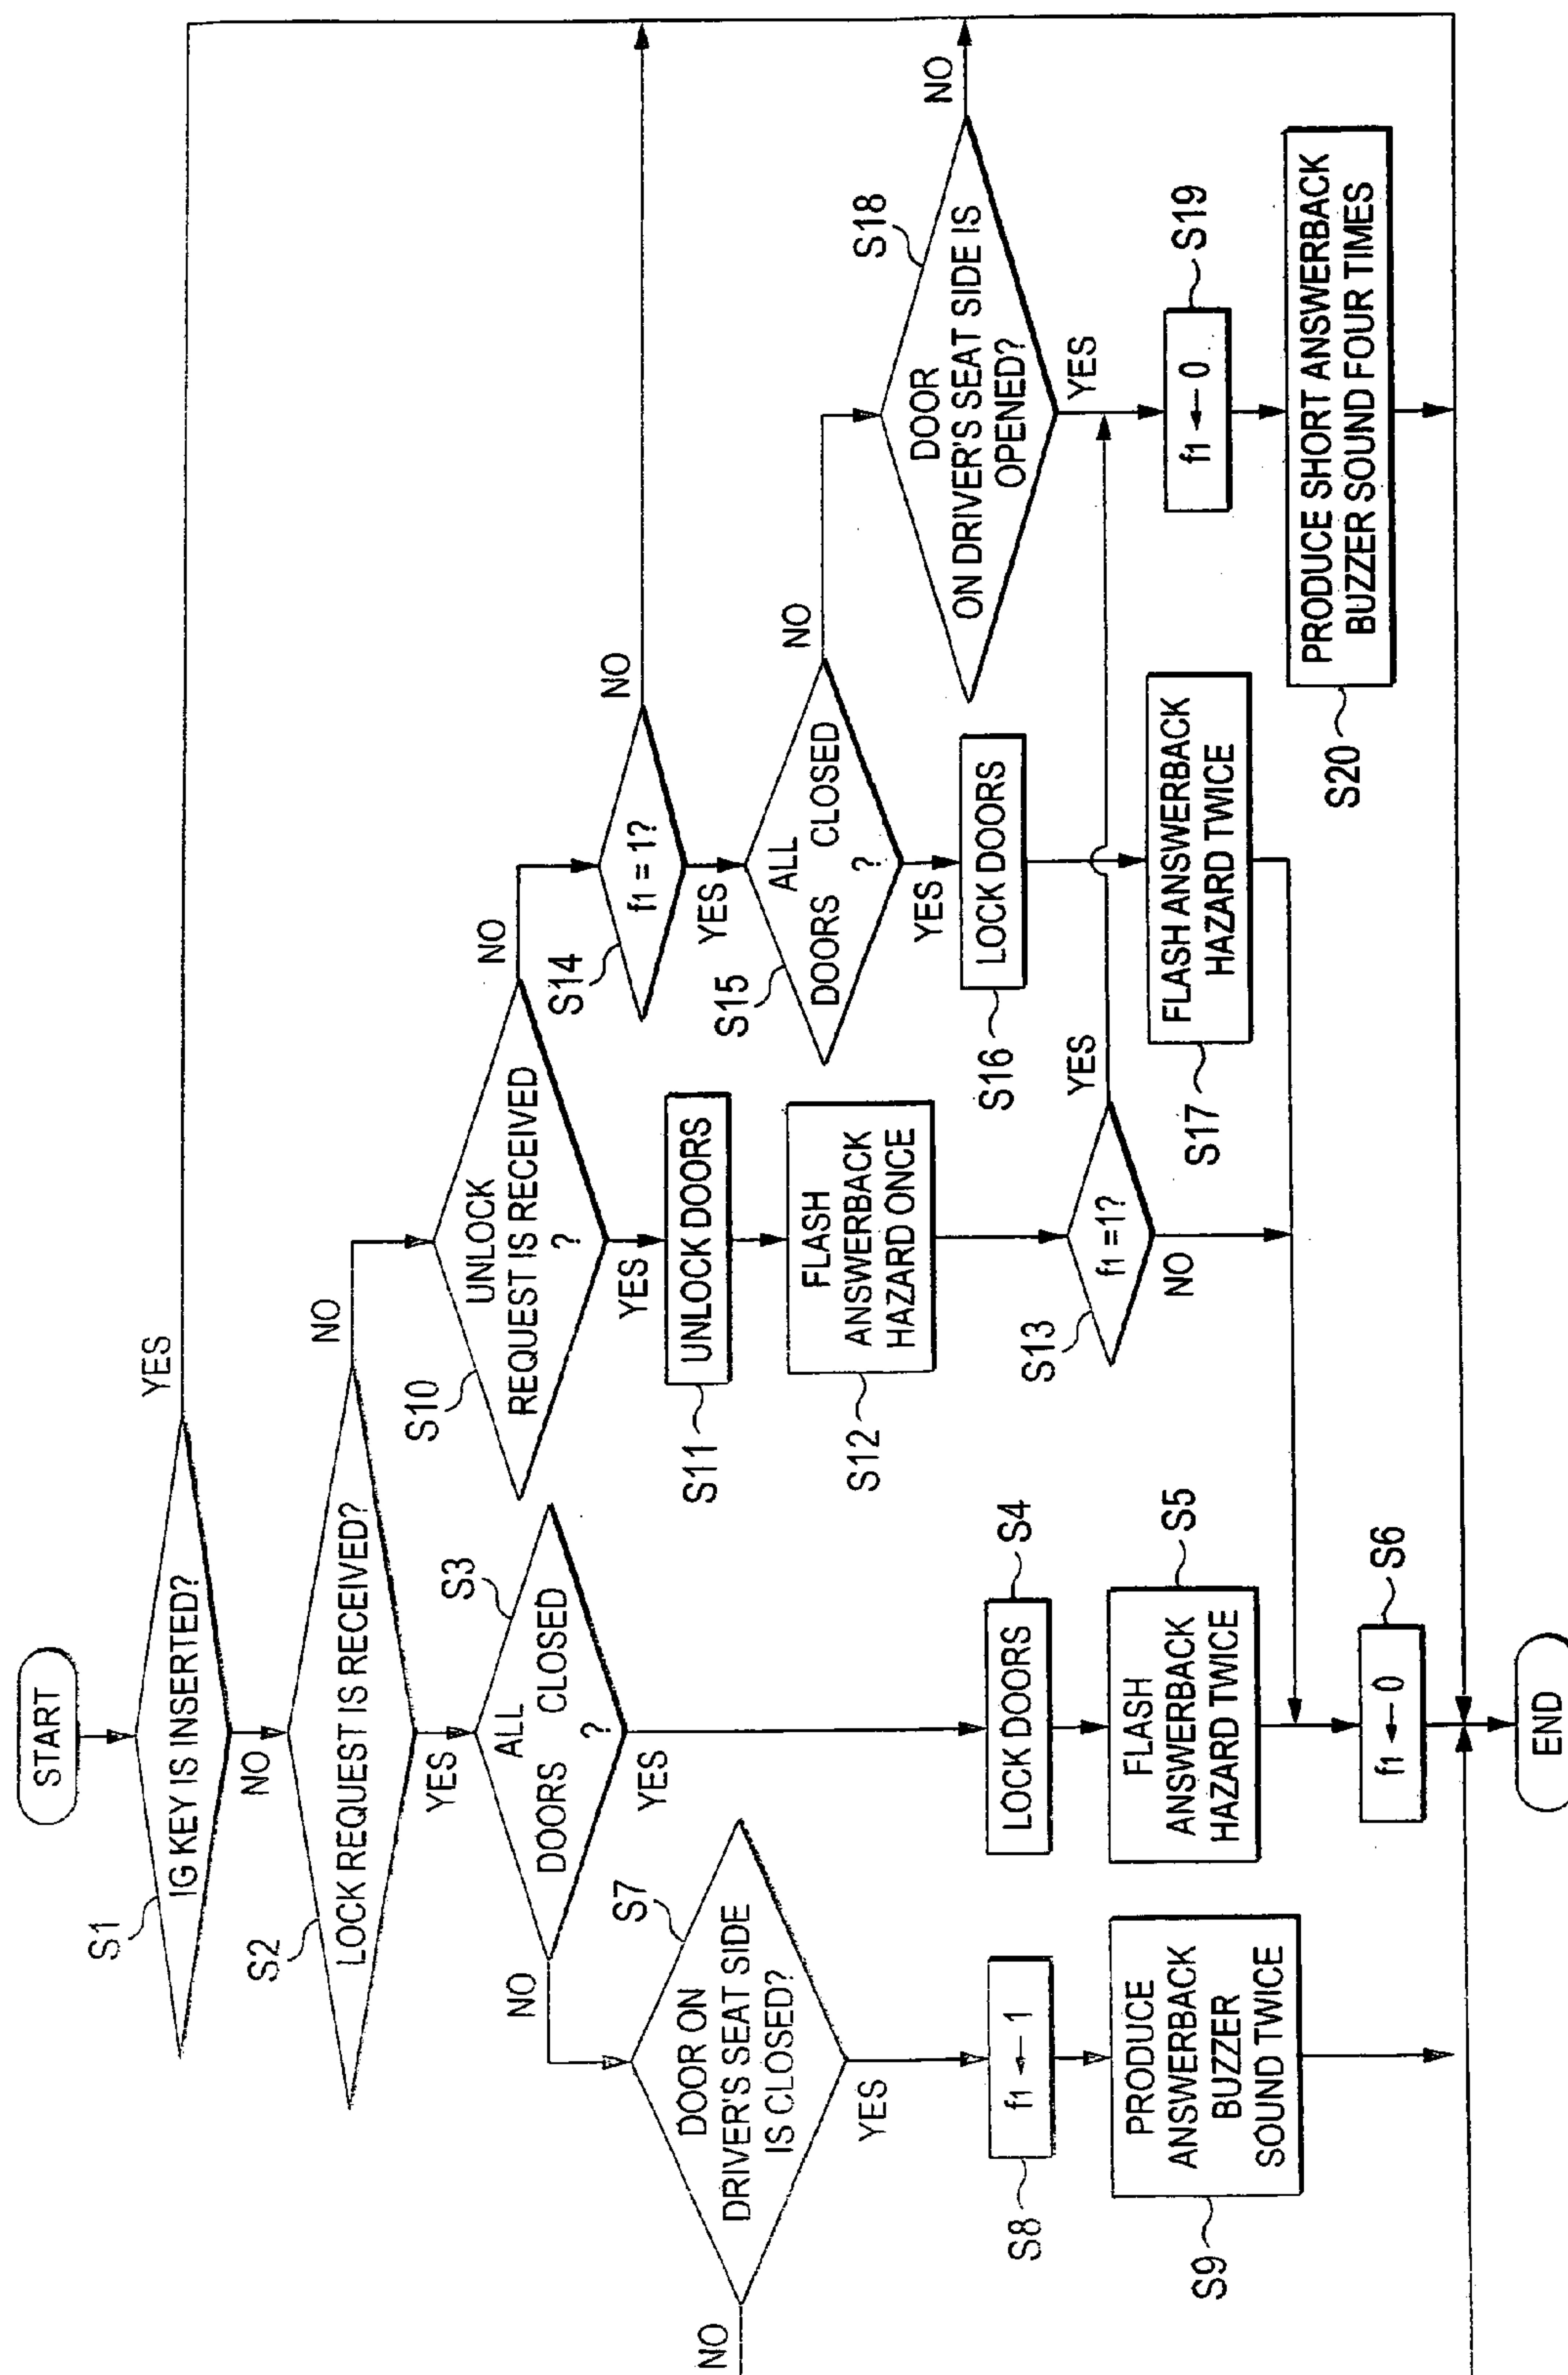 START
S1
IG KEY IS INSERTED?
YES
NO
S2
LOCK REQUEST IS RECEIVED?
NO
YES
S3
ALL
DOORS CLOSED
?
NO
YES
S7
DOOR ON
DRIVER'S SEAT SIDE
IS CLOSED?
NO
YES
S8
f1 ← 1
S9
PRODUCE
ANSWERBACK
BUZZER
SOUND TWICE
LOCK DOORS
S4
FLASH
ANSWERBACK
HAZARD TWICE
S5
f1 ← 0
S6
END
S10
UNLOCK
REQUEST IS RECEIVED
?
NO
YES
S11
UNLOCK DOORS
S12
FLASH
ANSWERBACK
HAZARD ONCE
S13
f1 =1?
YES
NO
S14
f1 = 1?
NO
YES
S15
ALL
DOORS CLOSED
?
NO
YES
S16
LOCK DOORS
S17
FLASH ANSWERBACK
HAZARD TWICE
S18
DOOR
ON DRIVER'S SEAT SIDE IS
OPENED?
NO
YES
f1 ← 0
S19
S20
PRODUCE SHORT ANSWERBACK
BUZZER SOUND FOUR TIMES